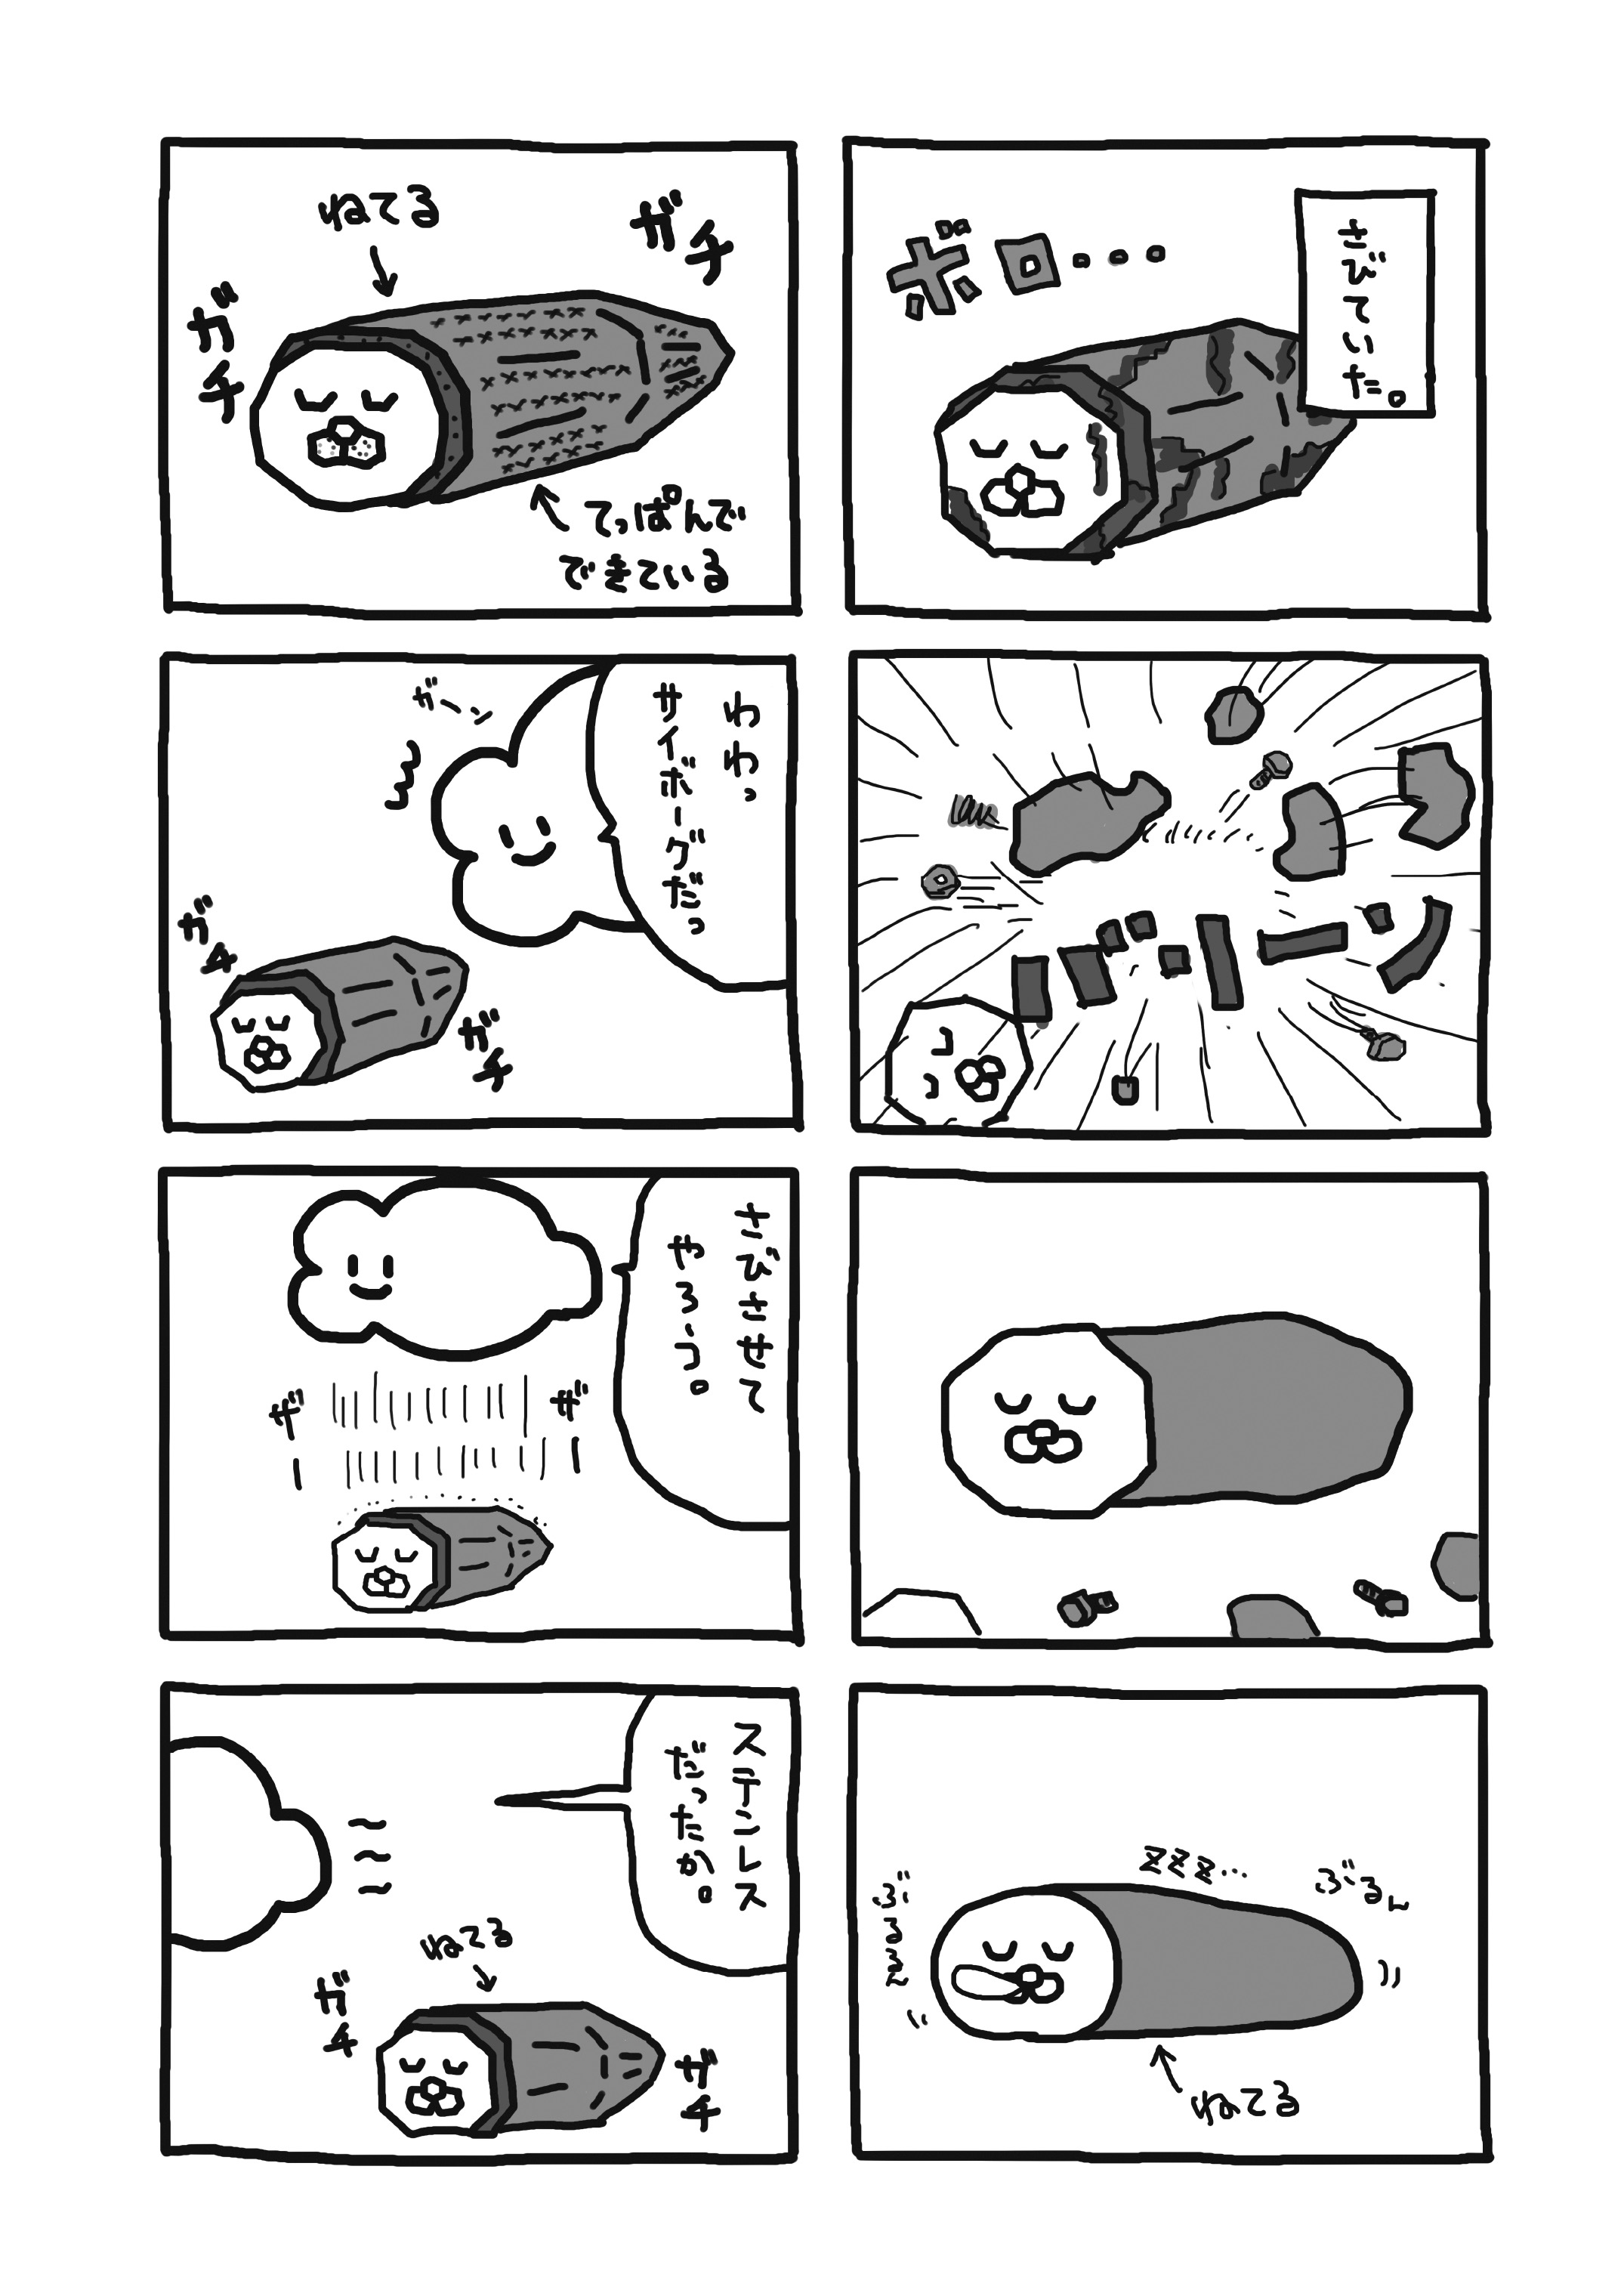 さびていた。
ボロ...
バリーン
zzz...
ぶるん
ぶるるん
ねてる
ねてる
ガチ
ガチ
てっぱんで
できている
わわっ
サイボーグだっ
ガーン
ガチ
ガチ
さびさせて
やろう。
ザー
ザー
ステンレス
だったか。
ねてる
ガチ
ガチ